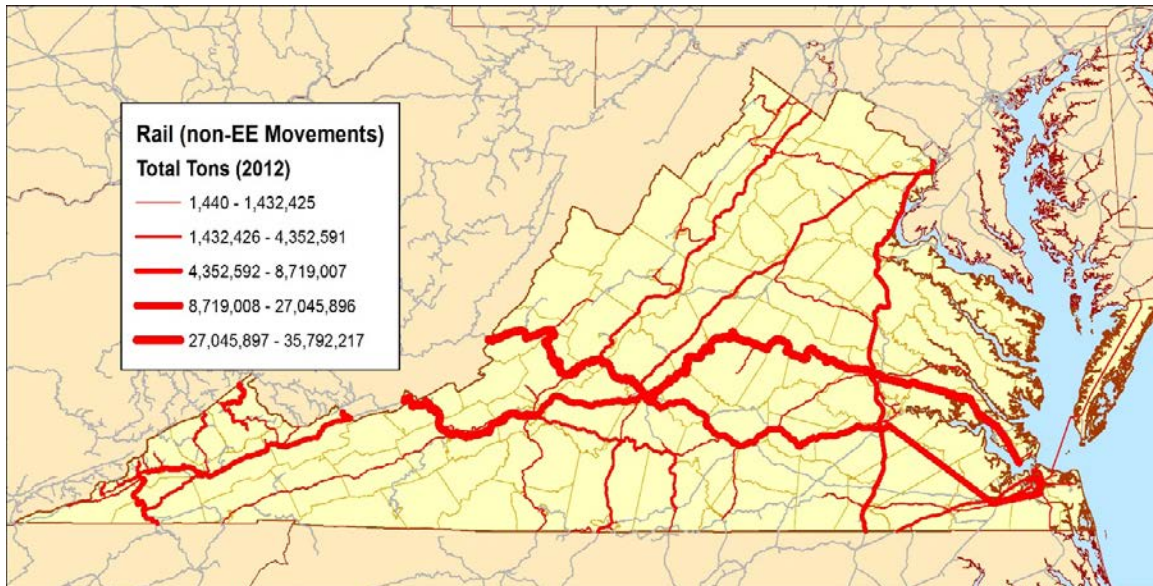 Rail (non-EE Movements)
Total Tons (2012)
1,440 - 1,432,425
1,432,426 - 4,352,591
4,352,592 - 8,719,007
8,719,008 - 27,045,896
27,045,897 - 35,792,217